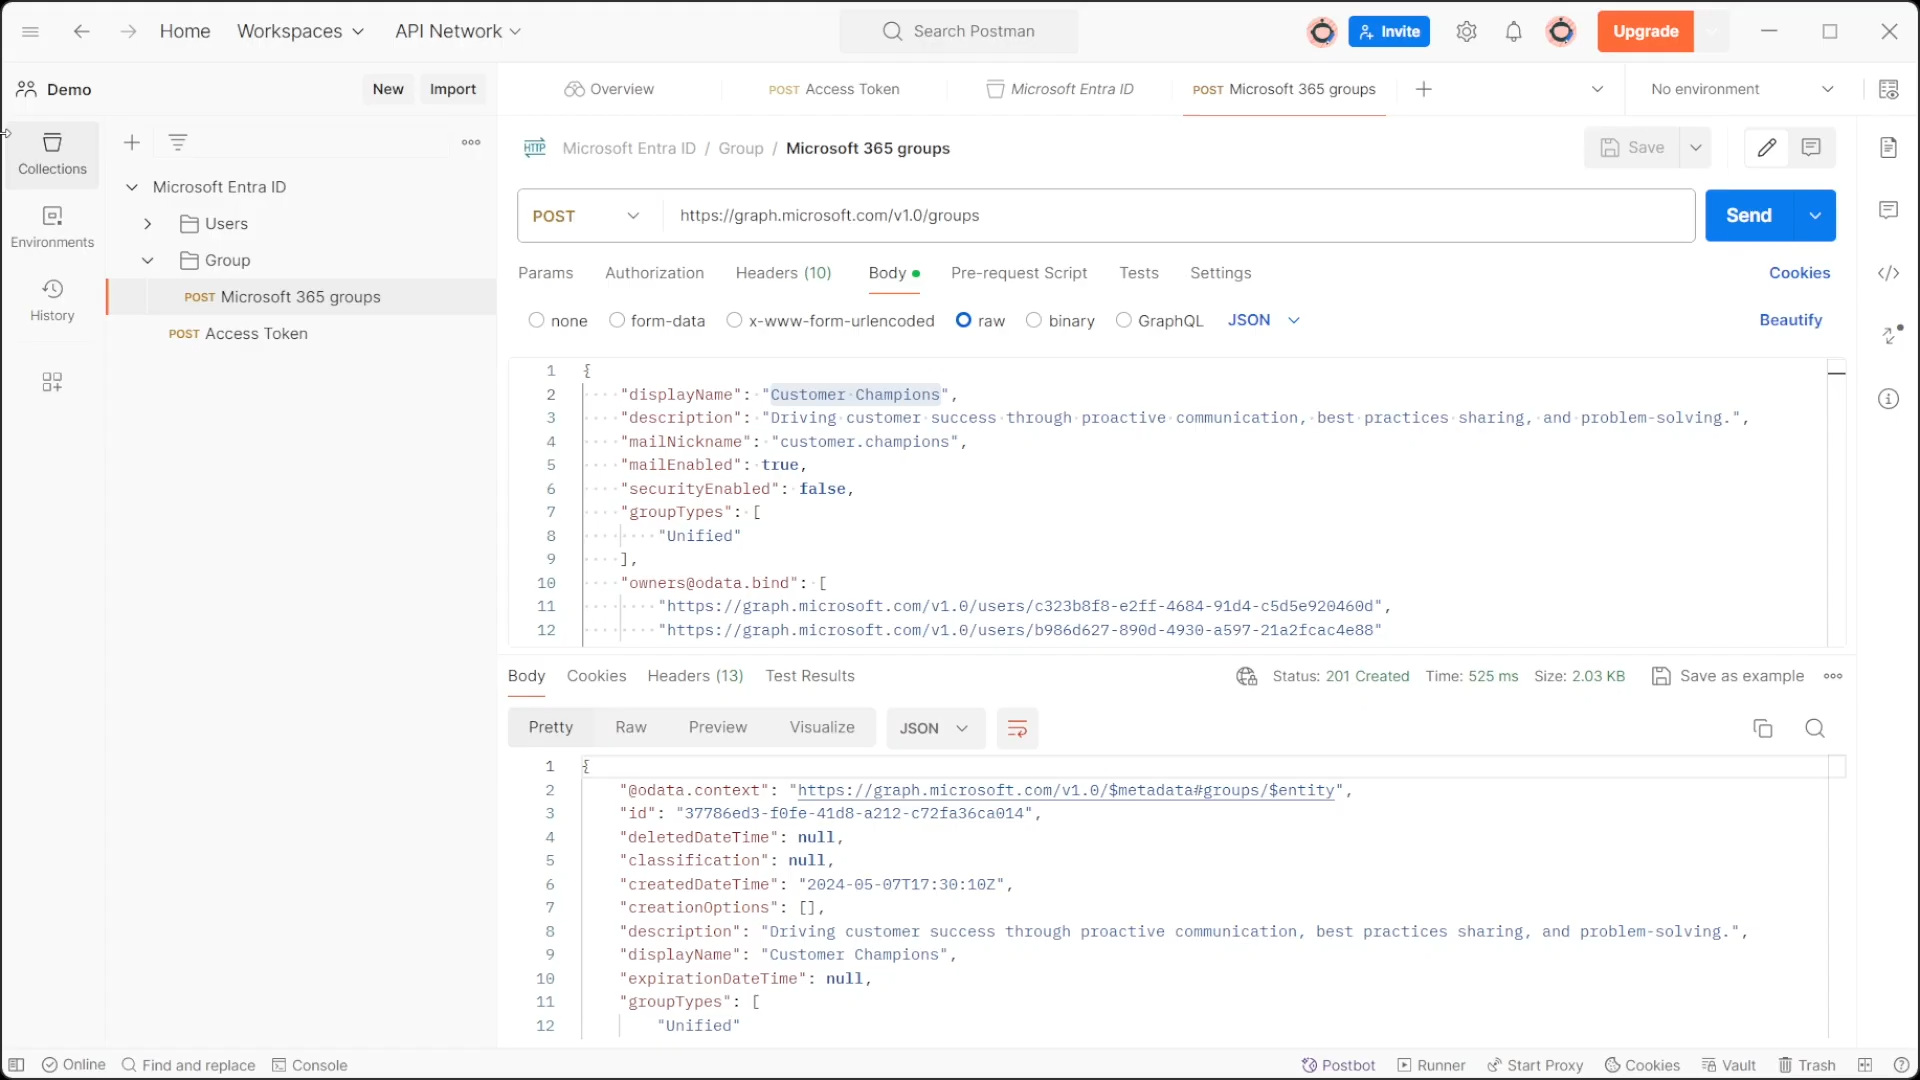 Home Workspaces API Network Search Postman Invite Upgrade
Demo New Import Overview POST Access Token Microsoft Entra ID POST Microsoft 365 groups No environment
Collections
Environments
History
Microsoft Entra ID
Users
Group
POST Microsoft 365 groups
POST Access Token
HTTP Microsoft Entra ID / Group / Microsoft 365 groups Save
POST https://graph.microsoft.com/v1.0/groups Send
Params Authorization Headers (10) Body Pre-request Script Tests Settings Cookies
none form-data x-www-form-urlencoded raw binary GraphQL JSON Beautify
1 {
2 "displayName": "Customer Champions",
3 "description": "Driving customer success through proactive communication, best practices sharing, and problem-solving.",
4 "mailNickname": "customer.champions",
5 "mailEnabled": true,
6 "securityEnabled": false,
7 "groupTypes": [
8 "Unified"
9 ],
10 "owners@odata.bind": [
11 "https://graph.microsoft.com/v1.0/users/c323b8f8-e2ff-4684-91d4-c5d5e920460d",
12 "https://graph.microsoft.com/v1.0/users/b986d627-890d-4930-a597-21a2fcac4e88"
Body Cookies Headers (13) Test Results Status: 201 Created Time: 525 ms Size: 2.03 KB Save as example
Pretty Raw Preview Visualize JSON
1 {
2 "@odata.context": "https://graph.microsoft.com/v1.0/$metadata#groups/$entity",
3 "id": "37786ed3-f0fe-41d8-a212-c72fa36ca014",
4 "deletedDateTime": null,
5 "classification": null,
6 "createdDateTime": "2024-05-07T17:30:10Z",
7 "creationOptions": [],
8 "description": "Driving customer success through proactive communication, best practices sharing, and problem-solving.",
9 "displayName": "Customer Champions",
10 "expirationDateTime": null,
11 "groupTypes": [
12 "Unified"
Online Find and replace Console Postbot Runner Start Proxy Cookies Vault Trash